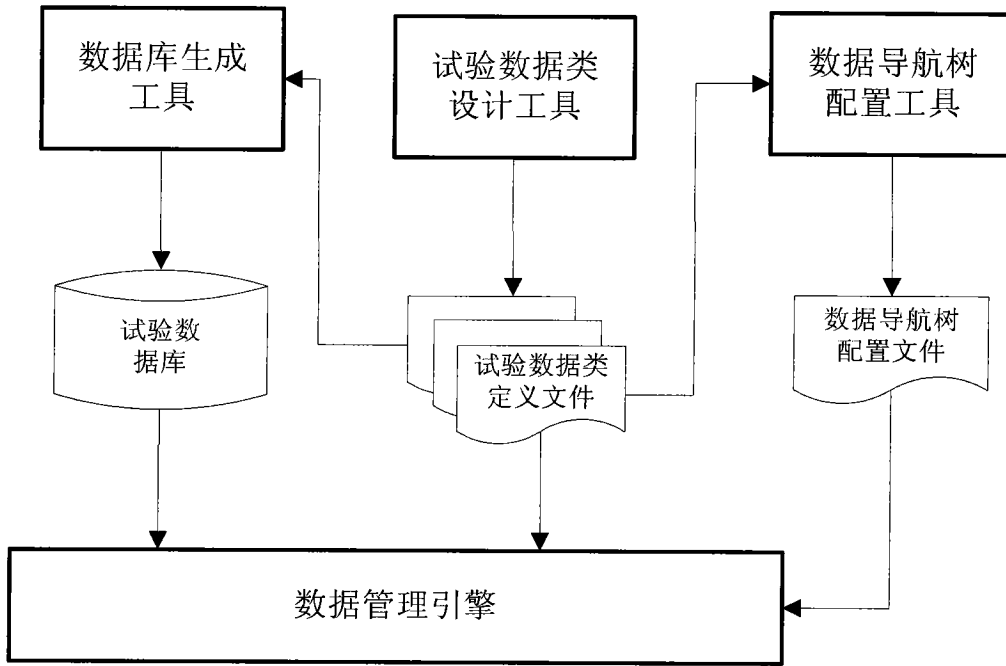 数据库生成
工具
试验数据类
设计工具
数据导航树
配置工具
试验数
据库
试验数据类
定义文件
数据导航树
配置文件
数据管理引擎